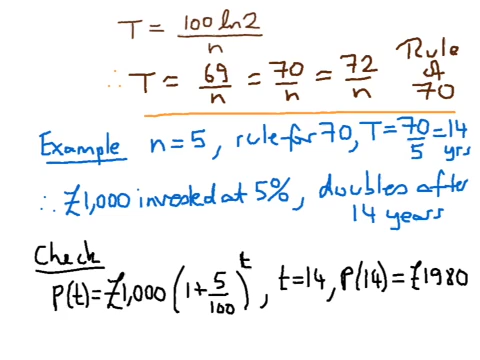 T = 100 ln2 / n
∴ T = 69/n = 70/n = 72/n Rule of 70
Example n=5, rule for 70, T = 70/5 = 14 yrs
∴ £1,000 invested at 5%, doubles after
14 years
Check
P(t) = £1,000 (1 + 5/100)^t, t=14, P(14) = £1980